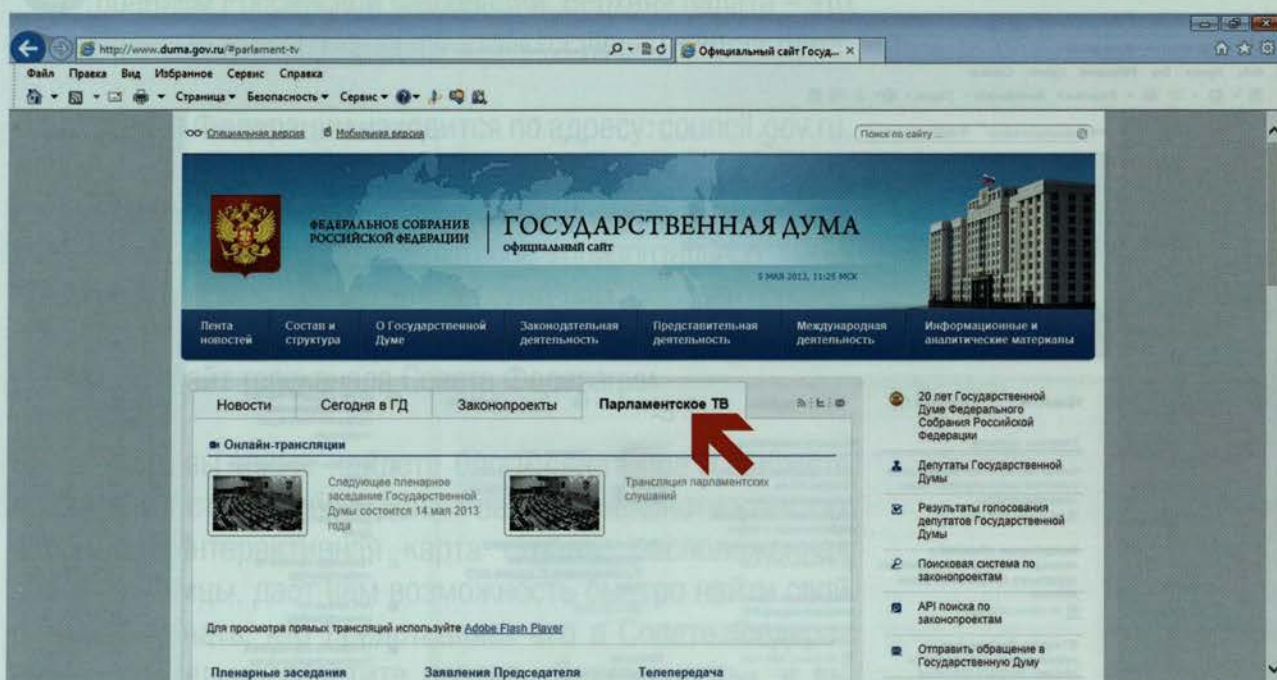 http://www.duma.gov.ru/#parlament-tv
Официальный сайт Госуд...
Файл Правка Вид Избранное Сервис Справка
Страница Безопасность Сервис
Специальная версия Мобильная версия
Поиск по сайту ...
ФЕДЕРАЛЬНОЕ СОБРАНИЕ
РОССИЙСКОЙ ФЕДЕРАЦИИ
ГОСУДАРСТВЕННАЯ ДУМА
официальный сайт
5 МАЯ 2013, 11:25 МСК
Лента новостей
Состав и структура
О Государственной Думе
Законодательная деятельность
Представительная деятельность
Международная деятельность
Информационные и аналитические материалы
Новости Сегодня в ГД Законопроекты Парламентское ТВ
Онлайн-трансляции
Следующее пленарное
заседание Государственной
Думы состоится 14 мая 2013
года
Трансляция парламентских
слушаний
Для просмотра прямых трансляций используйте Adobe Flash Player
Пленарные заседания Заявления Председателя Телепередача
20 лет Государственной
Думе Федерального
Собрания Российской
Федерации
Депутаты Государственной
Думы
Результаты голосования
депутатов Государственной
Думы
Поисковая система по
законопроектам
API поиска по
законопроектам
Отправить обращение в
Государственную Думу